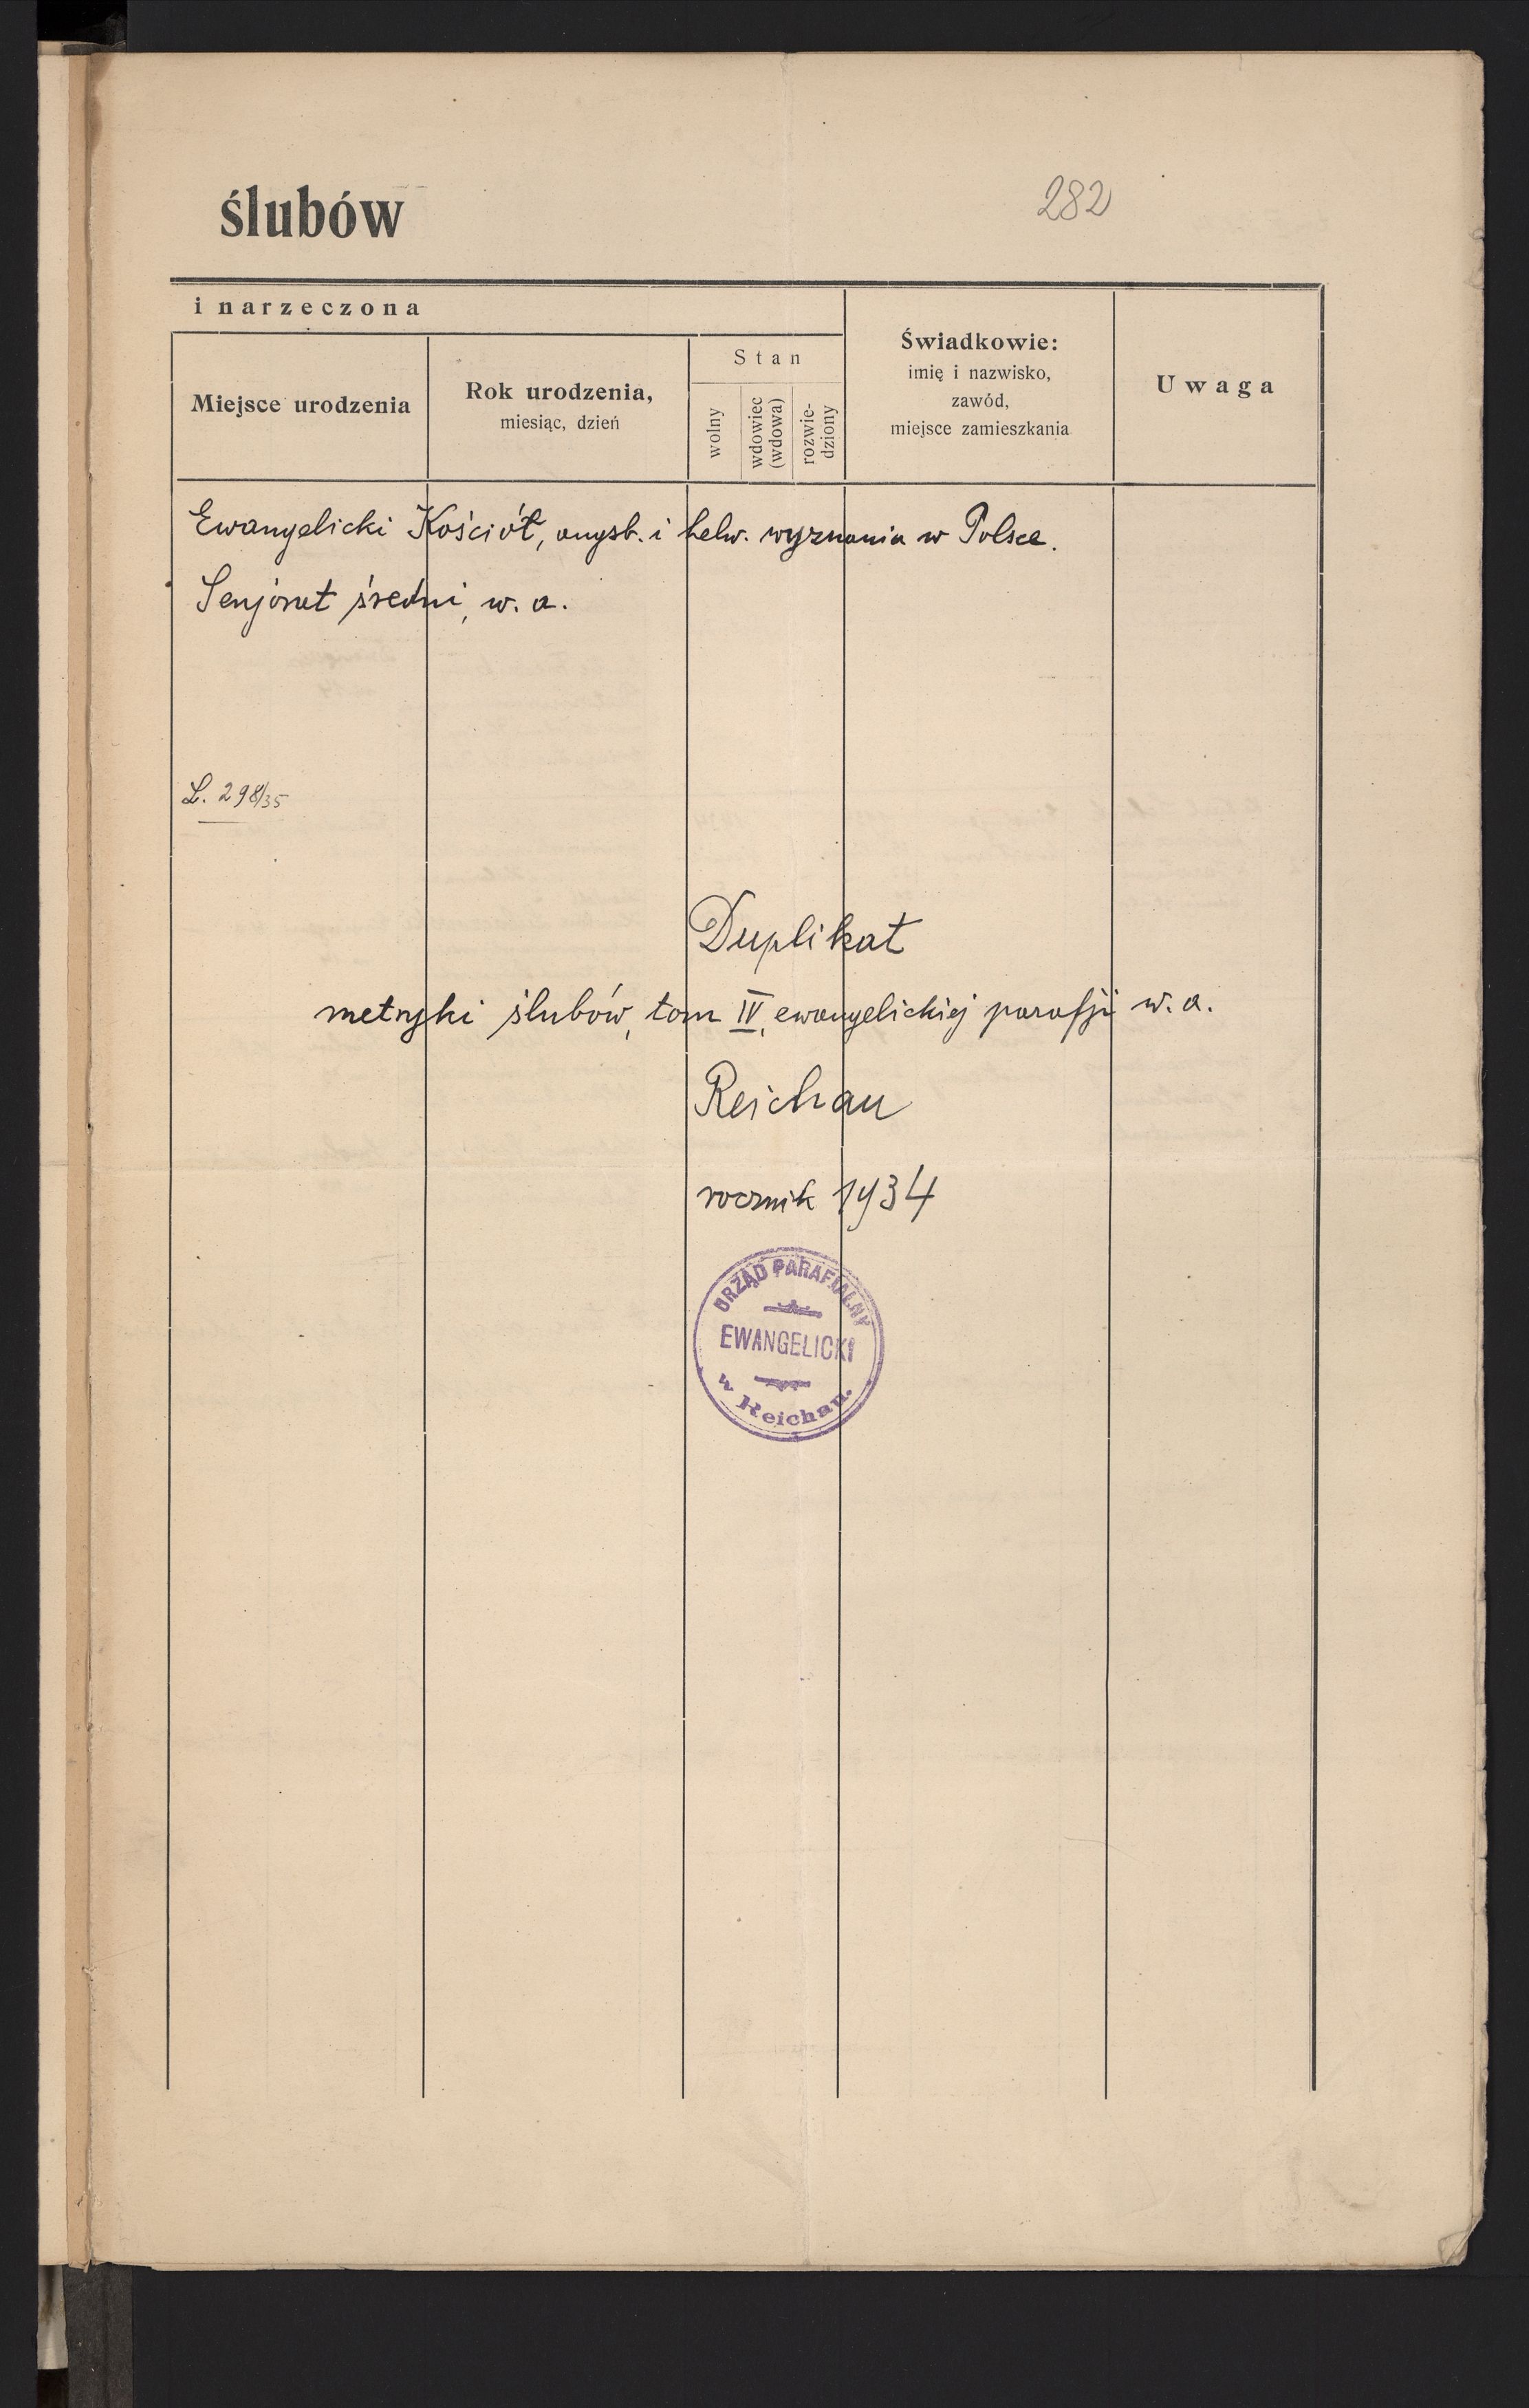 ślubów
282
i narzeczona
Miejsce urodzenia
Rok urodzenia,
miesiąc, dzień
Stan
wolny
wdowiec
(wdowa)
rozwie-
dziony
Świadkowie:
imię i nazwisko,
zawód,
miejsce zamieszkania
Uwaga
Ewangelicki Kościół, augsb. i helw. wyznania w Polsce.
Senjorat średni, w. a.
L. 298/35
Duplikat
metryki ślubów, tom IV, ewangelickiej parafji w. a.
Reichau
rocznik 1934
URZĄD PARAFIALNY
EWANGELICKI
w Reichau.